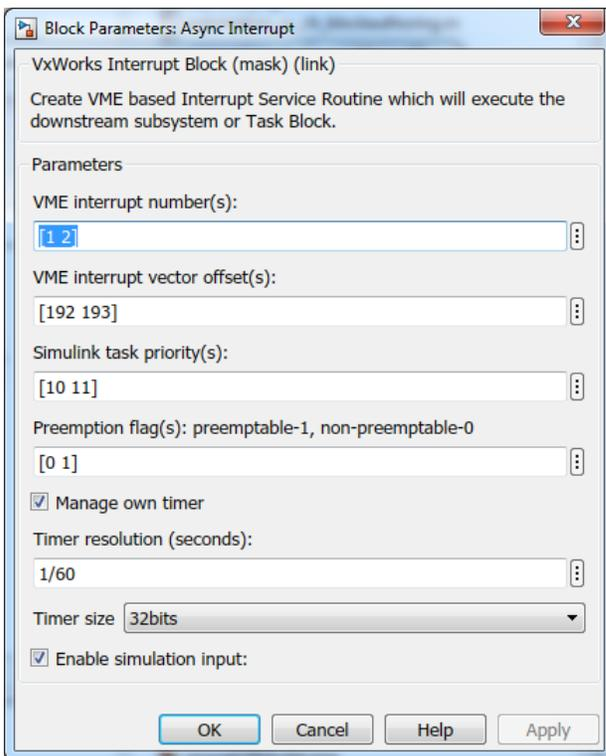 Block Parameters: Async Interrupt
VxWorks Interrupt Block (mask) (link)
Create VME based Interrupt Service Routine which will execute the
downstream subsystem or Task Block.
Parameters
VME interrupt number(s):
[1 2]
VME interrupt vector offset(s):
[192 193]
Simulink task priority(s):
[10 11]
Preemption flag(s): preemptable-1, non-preemptable-0
[0 1]
Manage own timer
Timer resolution (seconds):
1/60
Timer size 32bits
Enable simulation input:
OK Cancel Help Apply